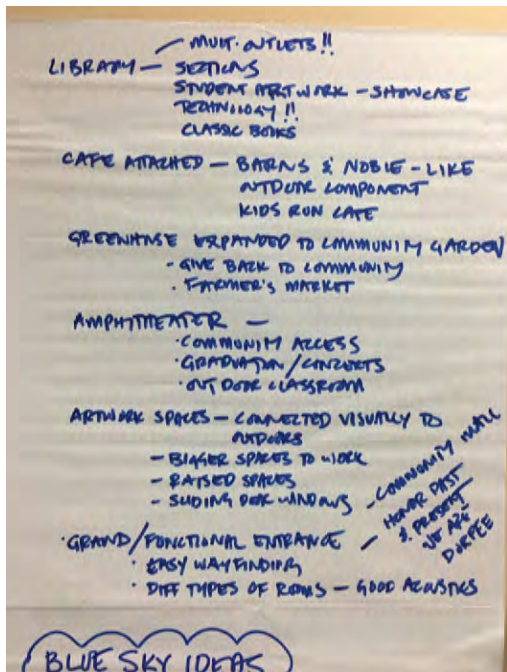 MULT. OUTLETS!!
LIBRARY — SECTIONS
STUDENT ARTWORK — SHOWCASE
TECHNOLOGY!!
CLASSIC BOOKS
CAFE ATTACHED — BARNS & NOBLE - LIKE
OUTDOOR COMPONENT
KIDS RUN CAFE
GREENHOUSE EXPANDED TO COMMUNITY GARDEN
- GIVE BACK TO COMMUNITY
· FARMER'S MARKET
AMPHITHEATER —
· COMMUNITY ACCESS
· GRADUATION/CONCERTS
· OUTDOOR CLASSROOM
ARTWORK SPACES — CONNECTED VISUALLY TO
OUTDOORS
- BIGGER SPACES TO WORK
- RAISED SPACES
- SLIDING DOOR WINDOWS
· GRAND/FUNCTIONAL ENTRANCE
- COMMUNITY
HONOR PAST
& PRESENT
WE ARE
DURFEE
· EASY WAYFINDING
· DIFF TYPES OF ROOMS — GOOD ACOUSTICS
BLUE SKY IDEAS